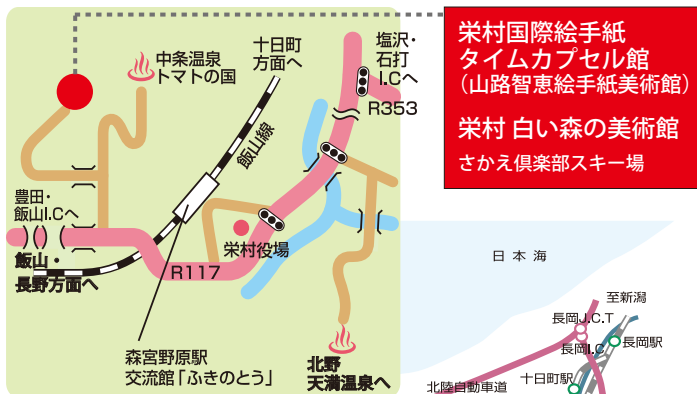 栄村国際絵手紙
タイムカプセル館
（山路智恵絵手紙美術館）
栄村 白い森の美術館
さかえ倶楽部スキー場
中条温泉
トマトの国
十日町
方面へ
塩沢・
石打
I.Cへ
R353
飯山線
豊田・
飯山I.Cへ
飯山・
長野方面へ
栄村役場
R117
森宮野原駅
交流館「ふきのとう」
北野
天満温泉へ
日本海
至新潟
長岡J.C.T
長岡I.C
長岡駅
北陸自動車道
十日町駅